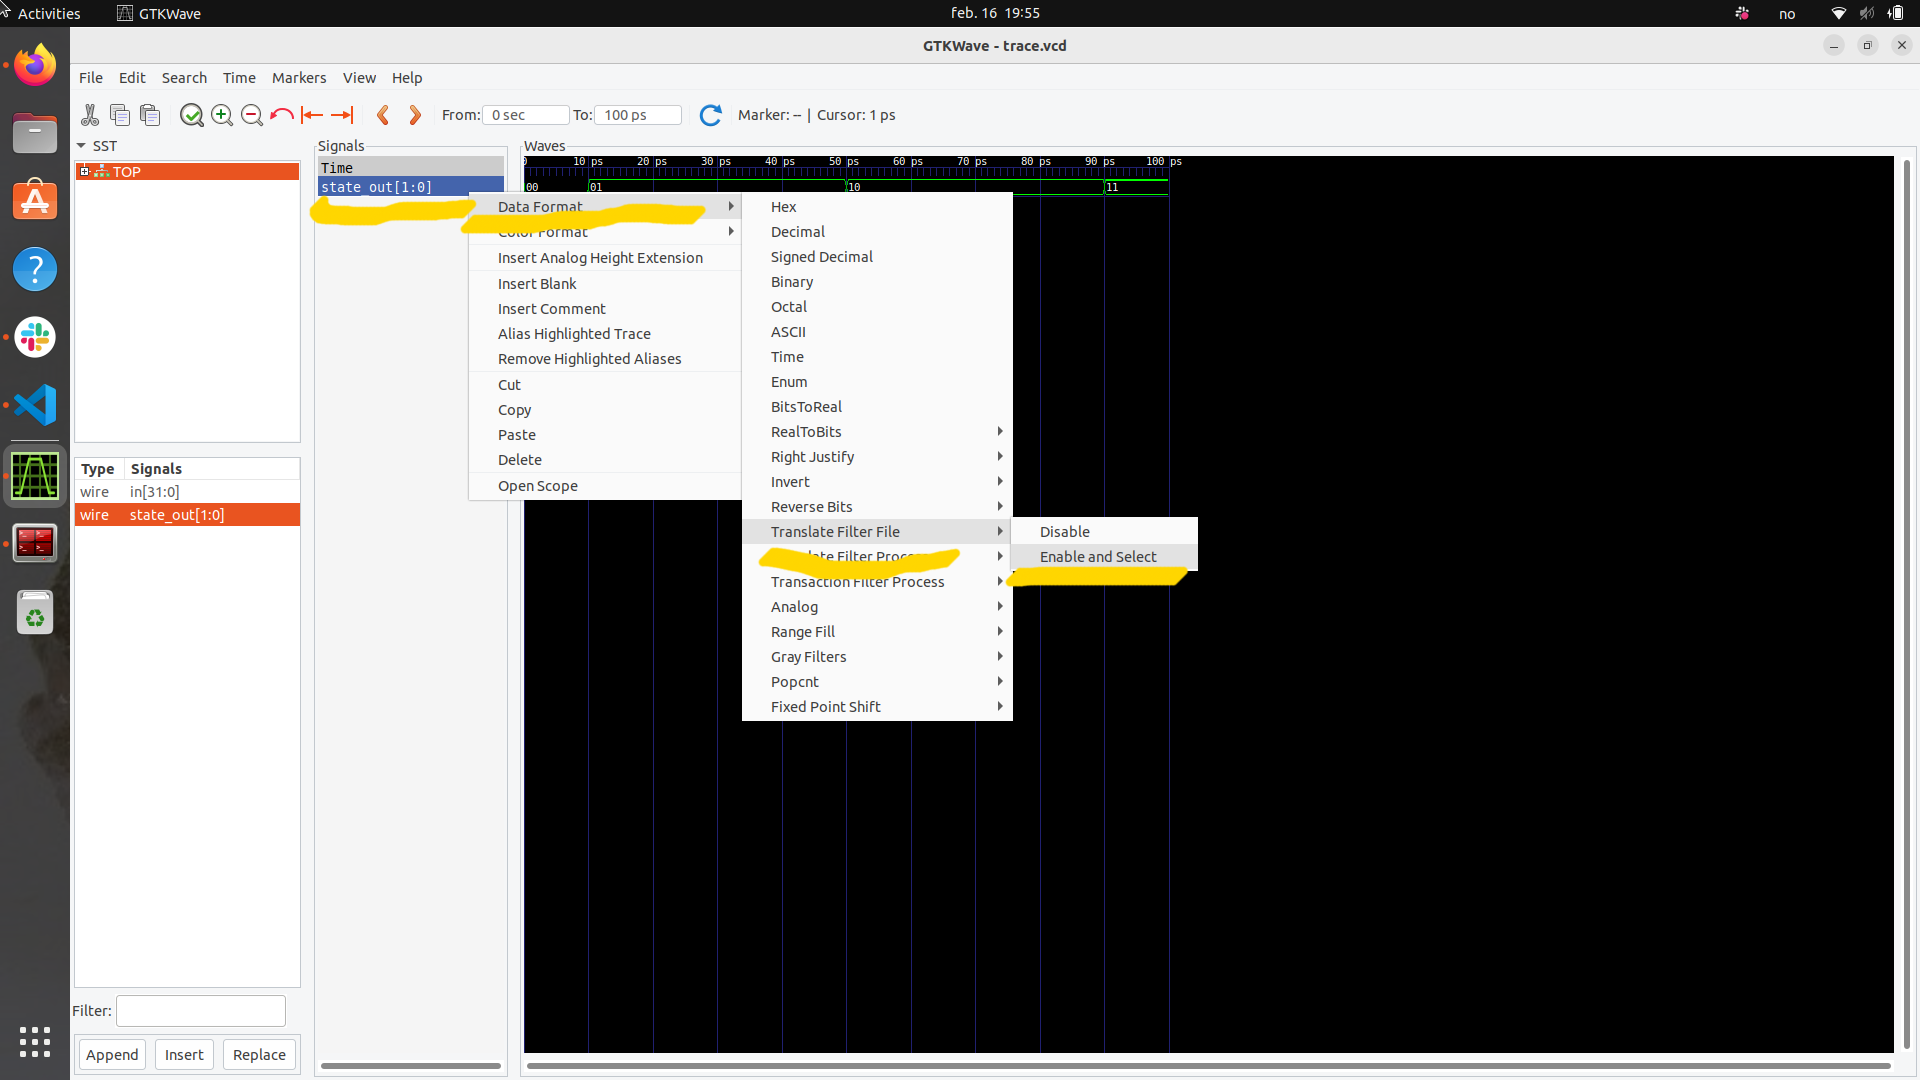 Activities
GTKWave
feb. 16 19:55
no
GTKWave - trace.vcd
File Edit Search Time Markers View Help
From: 0 sec To: 100 ps
Marker: -- | Cursor: 1 ps
SST
TOP
Type Signals
wire in[31:0]
wire state_out[1:0]
Filter:
Append Insert Replace
Signals
Time
state_out[1:0]
Waves
0 10 ps 20 ps 30 ps 40 ps 50 ps 60 ps 70 ps 80 ps 90 ps 100 ps
00 01 10 11
Data Format
Color Format
Insert Analog Height Extension
Insert Blank
Insert Comment
Alias Highlighted Trace
Remove Highlighted Aliases
Cut
Copy
Paste
Delete
Open Scope
Hex
Decimal
Signed Decimal
Binary
Octal
ASCII
Time
Enum
BitsToReal
RealToBits
Right Justify
Invert
Reverse Bits
Translate Filter File
Filter
Transaction Filter Process
Analog
Range Fill
Gray Filters
Popcnt
Fixed Point Shift
Disable
Enable and Select